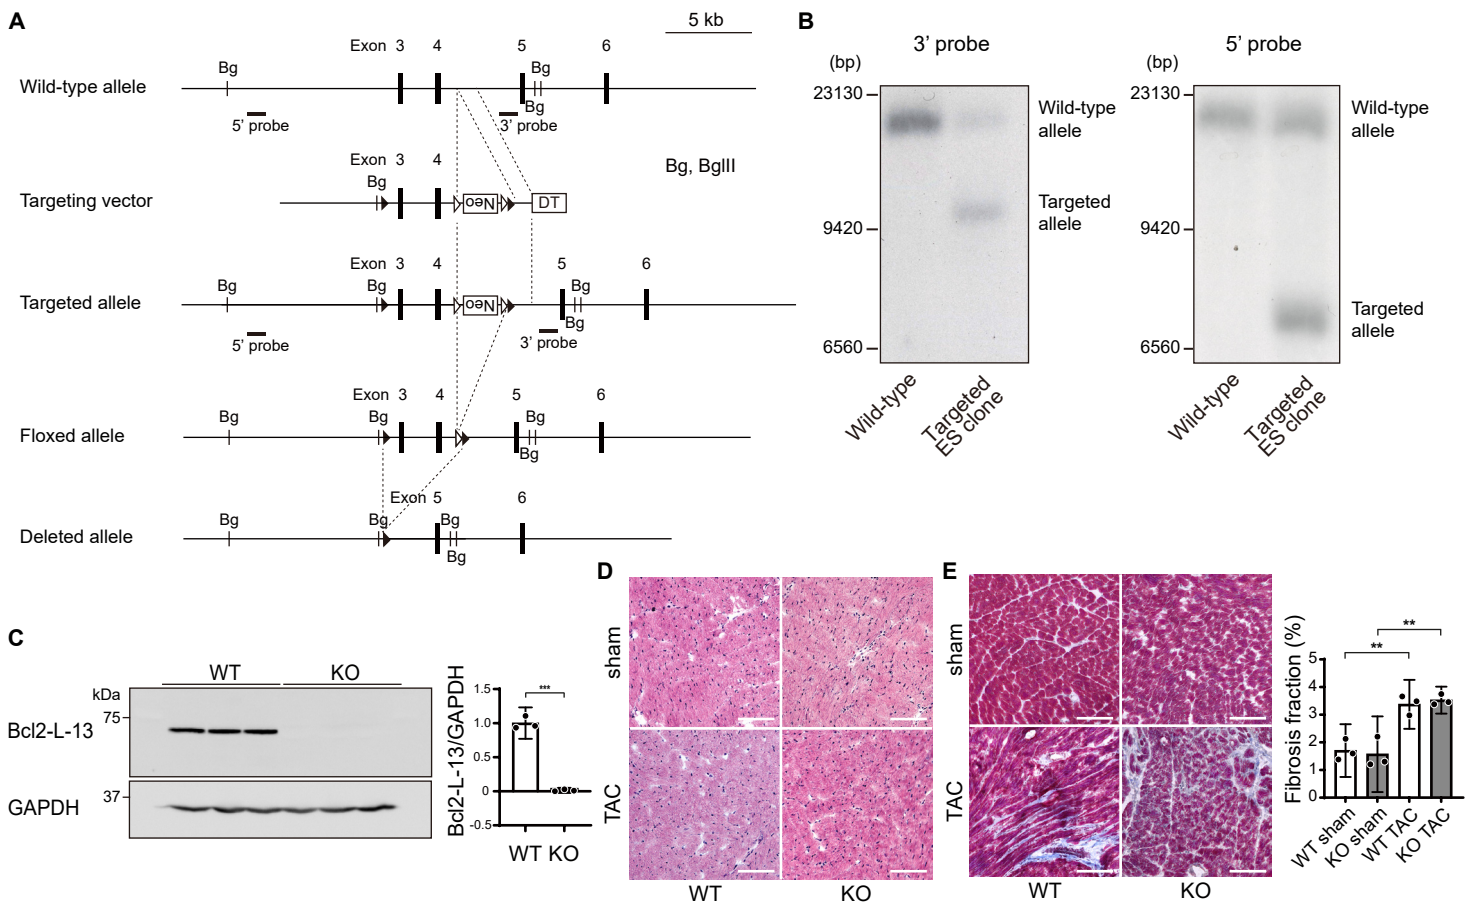 A
5 kb
Exon 3 4 5 6
Bg Bg
Wild-type allele
Bg
5' probe 3' probe
Exon 3 4
Bg, BglII
Bg
Targeting vector
Neo DT
Exon 3 4 5 6
Bg Bg Bg
Targeted allele
Neo
Bg
5' probe 3' probe
Exon 3 4 5 6
Bg Bg Bg
Floxed allele
Bg
Exon 5 6
Bg Bg Bg
Deleted allele
Bg
B
3' probe 5' probe
(bp) (bp)
23130 Wild-type allele 23130 Wild-type allele
Targeted allele
9420 9420
Targeted allele
6560 6560
Wild-type Targeted ES clone Wild-type Targeted ES clone
C
WT KO
kDa
75
Bcl2-L-13
37
GAPDH
Bcl2-L-13/GAPDH
1.5
1.0
0.5
0
-0.5
***
WT KO
D
sham
TAC
WT KO
E
sham
TAC
WT KO
Fibrosis fraction (%)
5
4
3
2
1
0
**
**
WT sham
KO sham
WT TAC
KO TAC